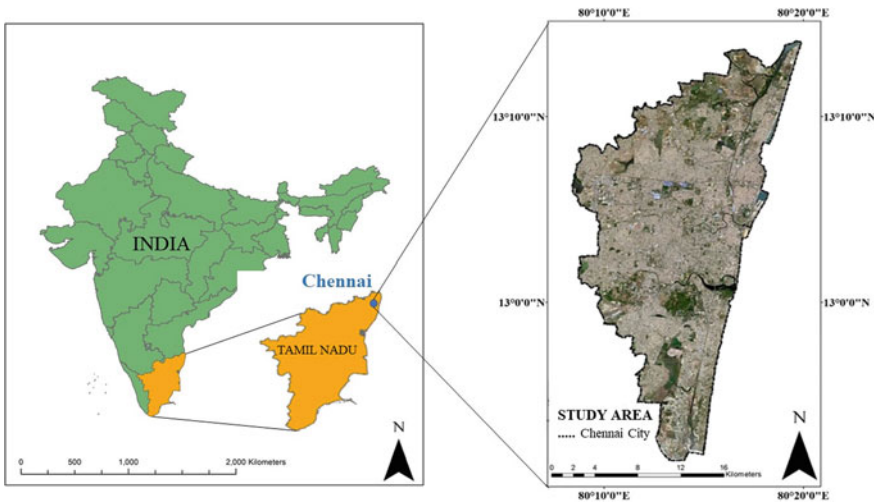 INDIA
Chennai
TAMIL NADU
N
0 500 1,000 2,000 Kilometers
80°10'0"E 80°20'0"E
13°10'0"N 13°10'0"N
13°0'0"N 13°0'0"N
STUDY AREA
Chennai City
N
0 2 4 8 12 16
Kilometers
80°10'0"E 80°20'0"E